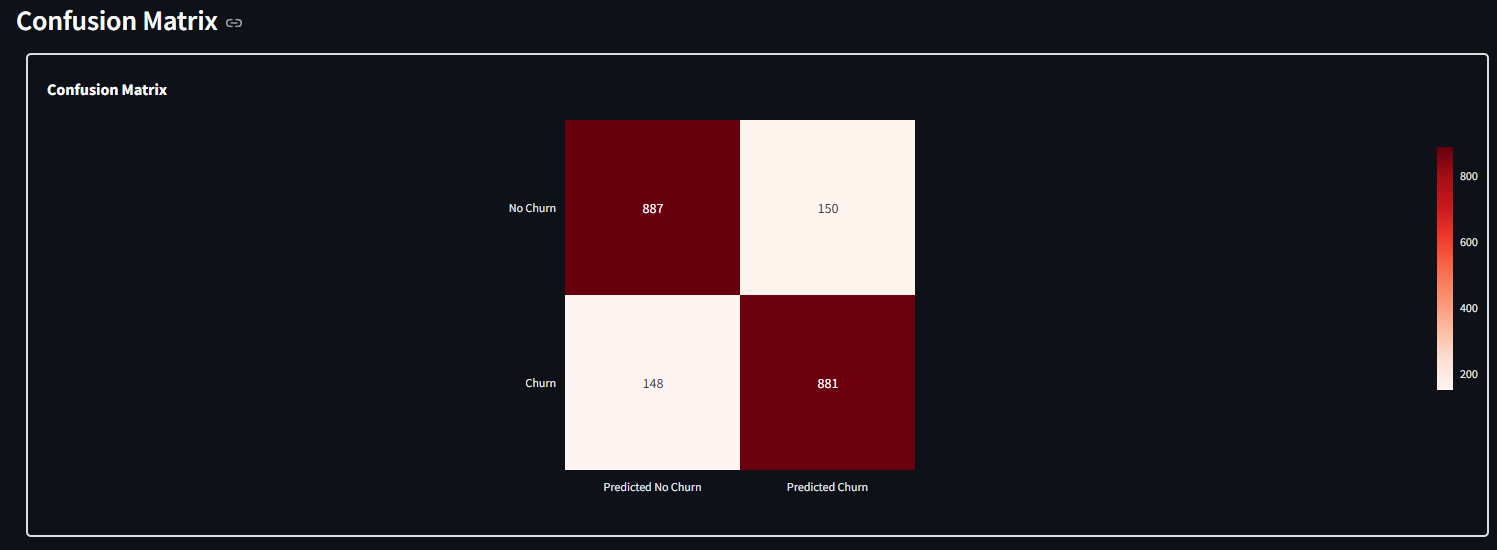 Confusion Matrix
Confusion Matrix
No Churn
887
150
Churn
148
881
Predicted No Churn
Predicted Churn
800
600
400
200